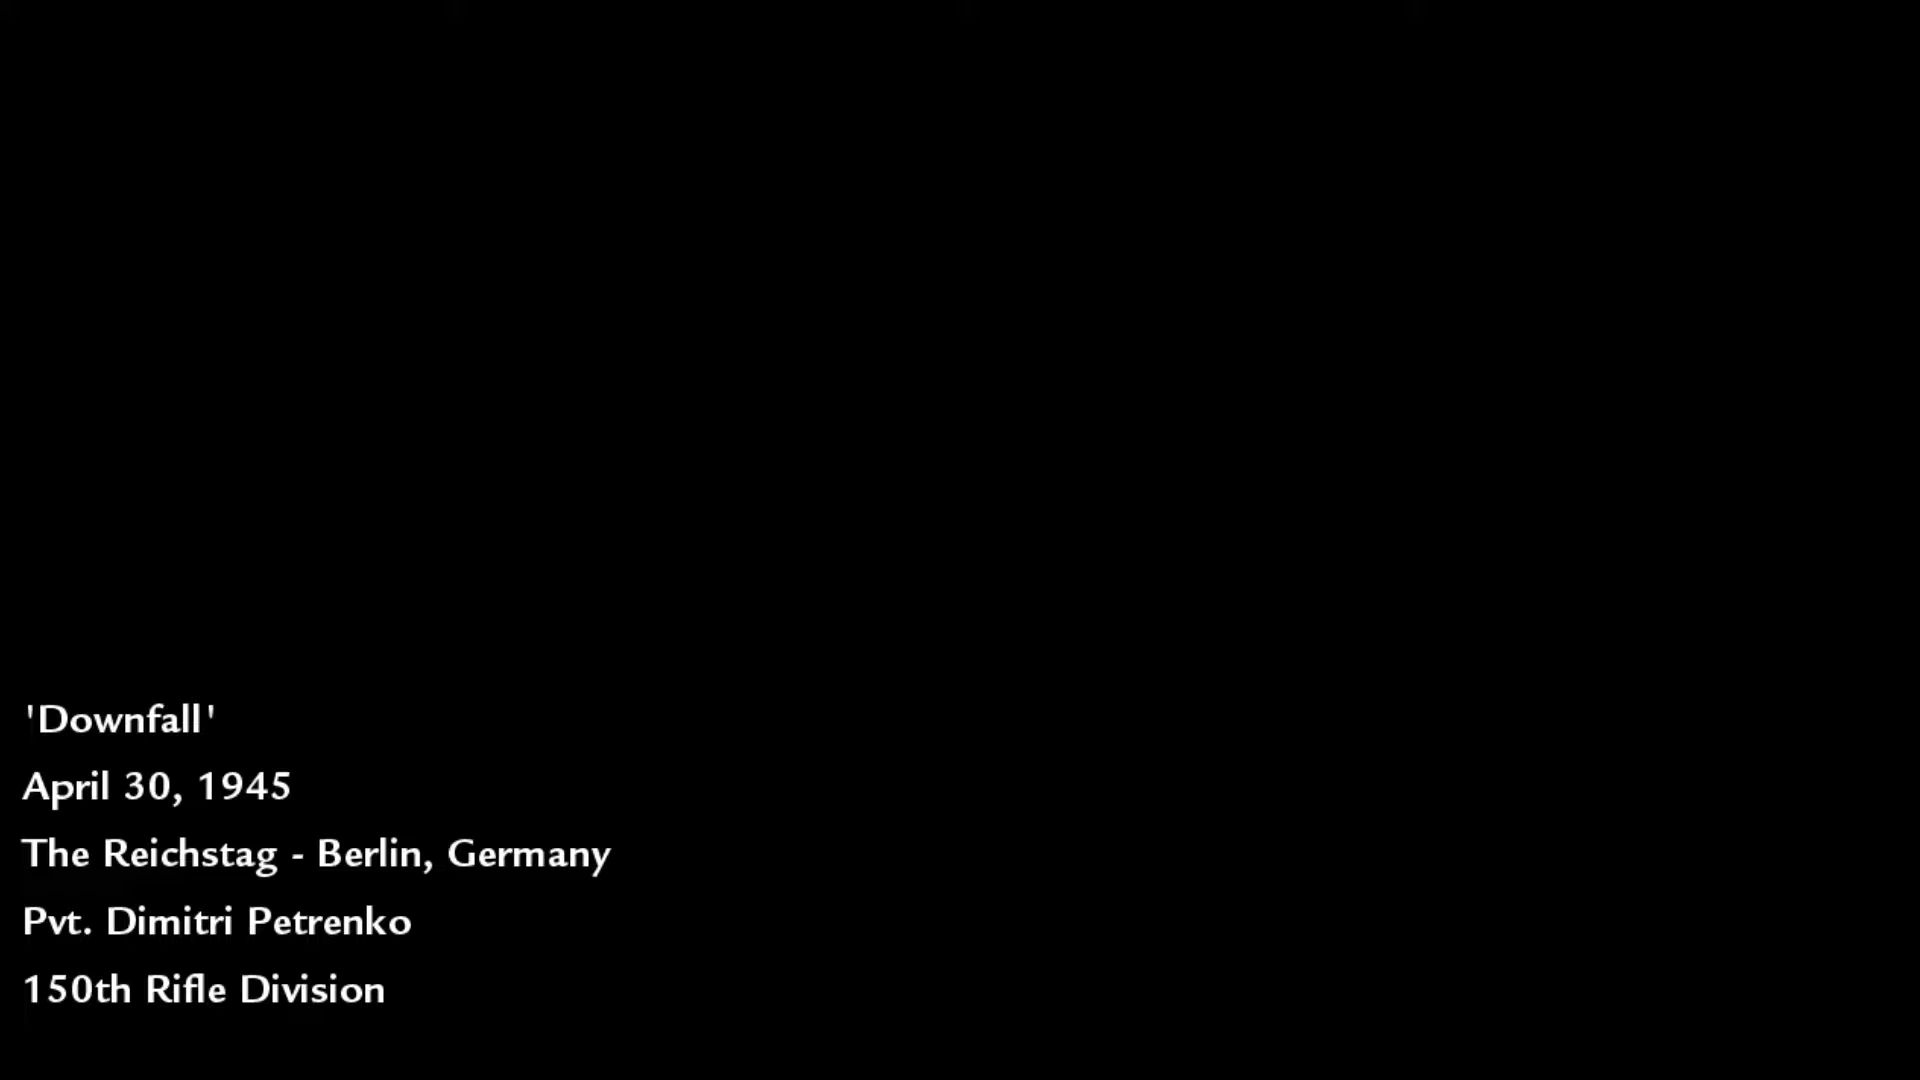 'Downfall'
April 30, 1945
The Reichstag - Berlin, Germany
Pvt. Dimitri Petrenko
150th Rifle Division